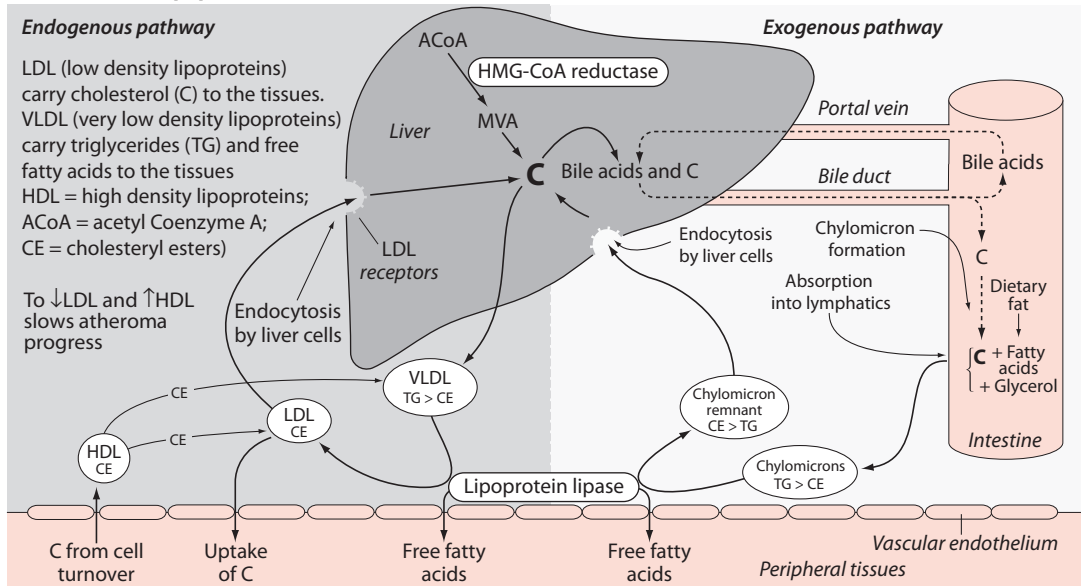 Endogenous pathway
LDL (low density lipoproteins)
carry cholesterol (C) to the tissues.
VLDL (very low density lipoproteins)
carry triglycerides (TG) and free
fatty acids to the tissues
HDL = high density lipoproteins;
ACoA = acetyl Coenzyme A;
CE = cholesteryl esters)
To ↓LDL and ↑HDL
slows atheroma
progress
Exogenous pathway
ACoA
HMG-CoA reductase
MVA
Liver
C
Bile acids and C
LDL
receptors
Endocytosis
by liver cells
Portal vein
Bile duct
Bile acids
Endocytosis
by liver cells
Chylomicron
formation
C
Absorption
into lymphatics
Dietary
fat
C + Fatty
acids
+ Glycerol
Intestine
CE
CE
HDL
CE
LDL
CE
VLDL
TG > CE
Chylomicron
remnant
CE > TG
Chylomicrons
TG > CE
Lipoprotein lipase
C from cell
turnover
Uptake
of C
Free fatty
acids
Free fatty
acids
Vascular endothelium
Peripheral tissues